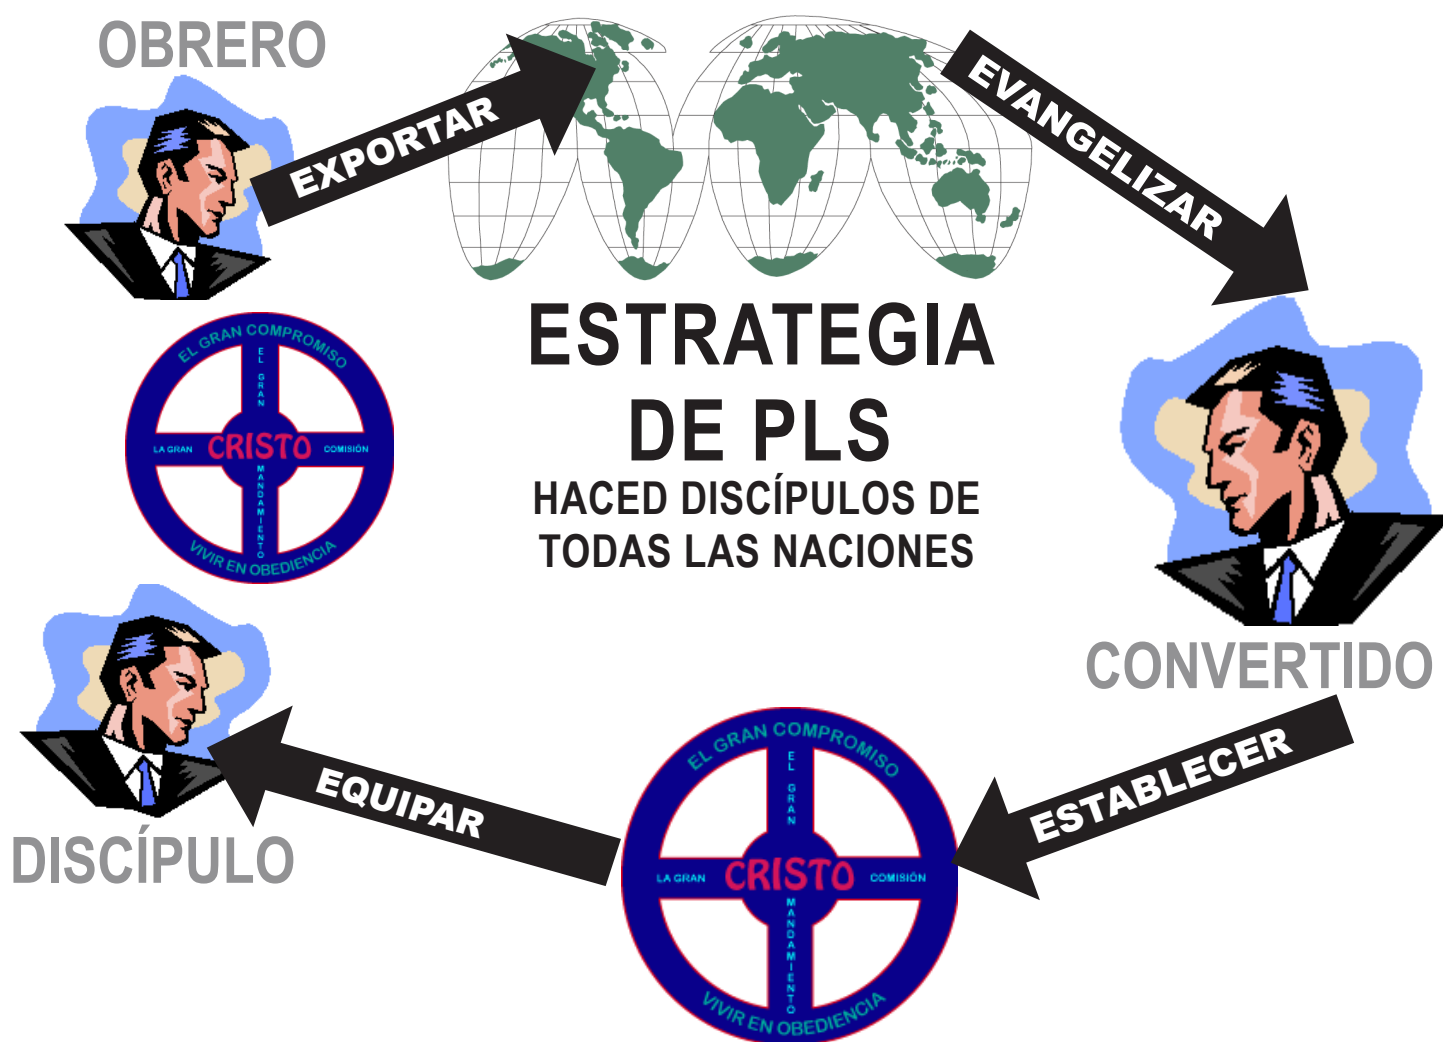 OBRERO
EXPORTAR
EVANGELIZAR
ESTRATEGIA
DE PLS
HACED DISCÍPULOS DE
TODAS LAS NACIONES
EL GRAN COMPROMISO
EL GRAN
LA GRAN CRISTO COMISIÓN
MANDAMIENTO
VIVIR EN OBEDIENCIA
CONVERTIDO
ESTABLECER
EQUIPAR
DISCÍPULO
EL GRAN COMPROMISO
EL GRAN
LA GRAN CRISTO COMISIÓN
MANDAMIENTO
VIVIR EN OBEDIENCIA